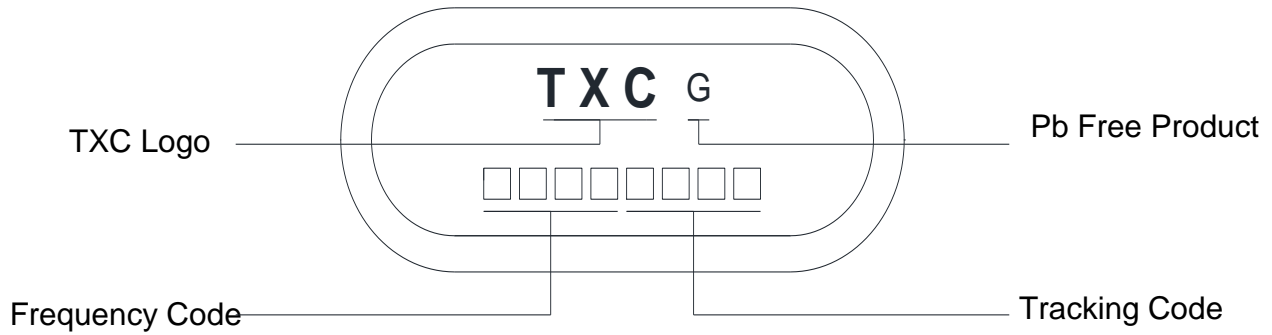 TXC G
TXC Logo
Pb Free Product
Frequency Code
Tracking Code